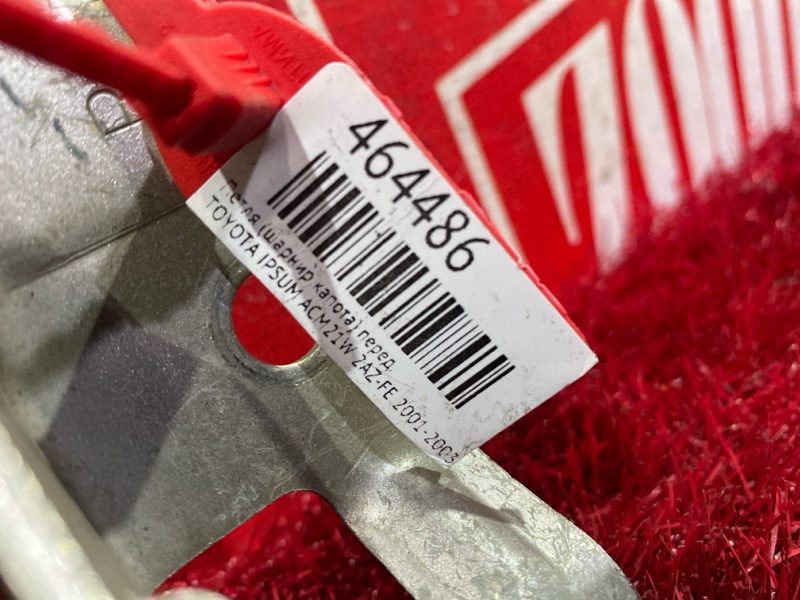 464486
Петля (шарнир капота) перед.
TOYOTA IPSUM ACM21W 2AZ-FE 2001-2003